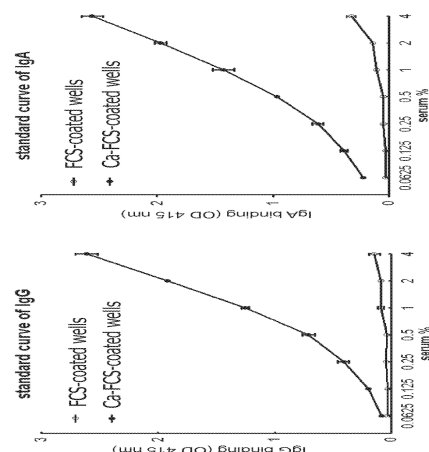 standard curve of IgG
FCS-coated wells
Ca-FCS-coated wells
IgG binding (OD 415 nm)
3
2
1
0
0.0625 0.125 0.25 0.5 1 2 4
serum %
standard curve of IgA
FCS-coated wells
Ca-FCS-coated wells
IgA binding (OD 415 nm)
3
2
1
0
0.0625 0.125 0.25 0.5 1 2 4
serum %